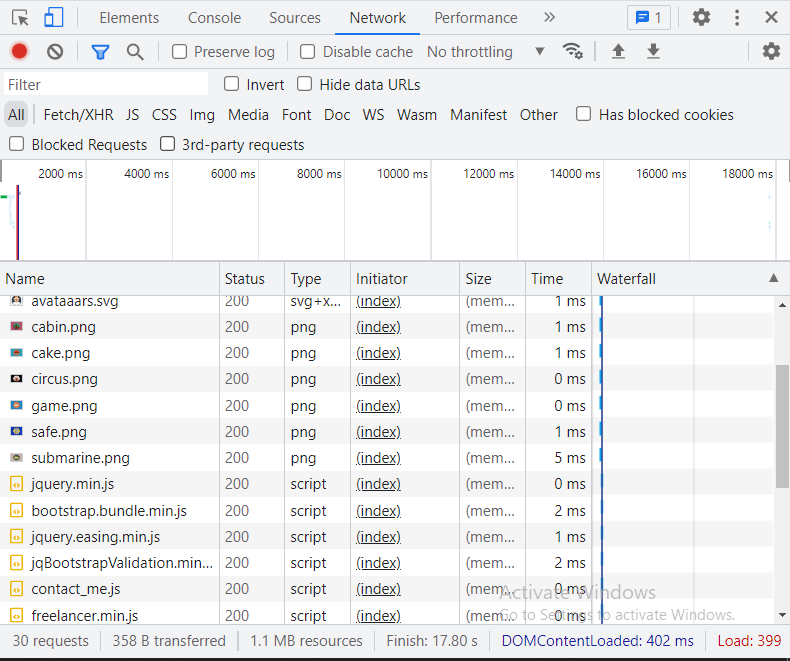 Elements Console Sources Network Performance 1
Preserve log Disable cache No throttling
Filter Invert Hide data URLs
All Fetch/XHR JS CSS Img Media Font Doc WS Wasm Manifest Other Has blocked cookies
Blocked Requests 3rd-party requests
2000 ms 4000 ms 6000 ms 8000 ms 10000 ms 12000 ms 14000 ms 16000 ms 18000 ms
Name Status Type Initiator Size Time Waterfall
avataaars.svg 200 svg+x... (index) (mem... 1 ms
cabin.png 200 png (index) (mem... 1 ms
cake.png 200 png (index) (mem... 1 ms
circus.png 200 png (index) (mem... 0 ms
game.png 200 png (index) (mem... 0 ms
safe.png 200 png (index) (mem... 1 ms
submarine.png 200 png (index) (mem... 5 ms
jquery.min.js 200 script (index) (mem... 0 ms
bootstrap.bundle.min.js 200 script (index) (mem... 2 ms
jquery.easing.min.js 200 script (index) (mem... 1 ms
jqBootstrapValidation.min... 200 script (index) (mem... 2 ms
contact_me.js 200 script (index) (mem... 0 ms
Activate Windows
freelancer.min.js 200 script (index) (mem... 0 ms
Go to Settings to activate Windows.
30 requests 358 B transferred 1.1 MB resources Finish: 17.80 s DOMContentLoaded: 402 ms Load: 399